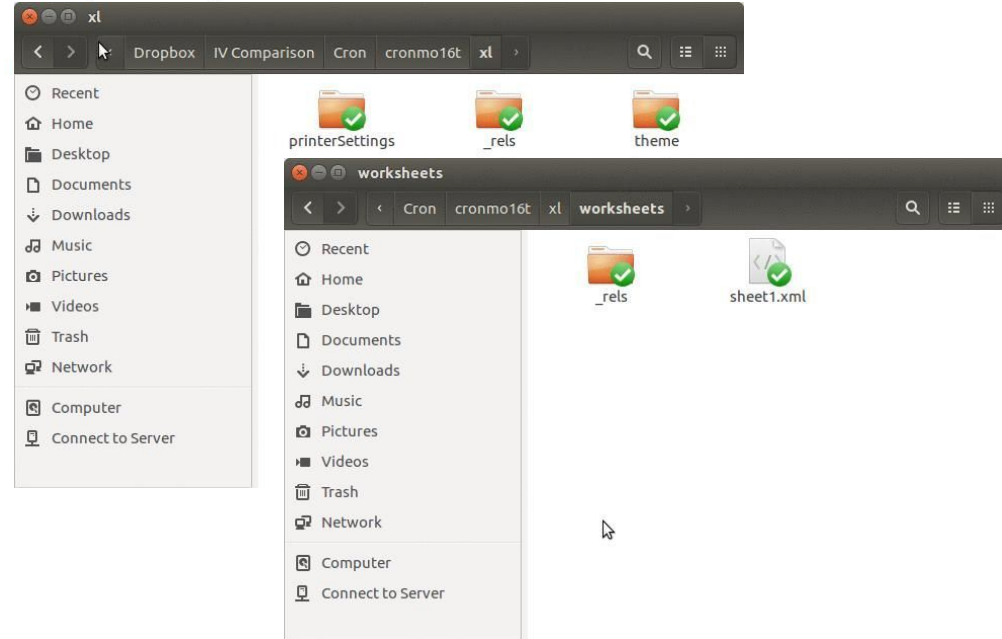 xl
Dropbox IV Comparison Cron cronmo16t xl
Recent
Home
Desktop
Documents
Downloads
Music
Pictures
Videos
Trash
Network
Computer
Connect to Server
printerSettings _rels theme
worksheets
Cron cronmo16t xl worksheets
Recent
Home
Desktop
Documents
Downloads
Music
Pictures
Videos
Trash
Network
Computer
Connect to Server
_rels sheet1.xml